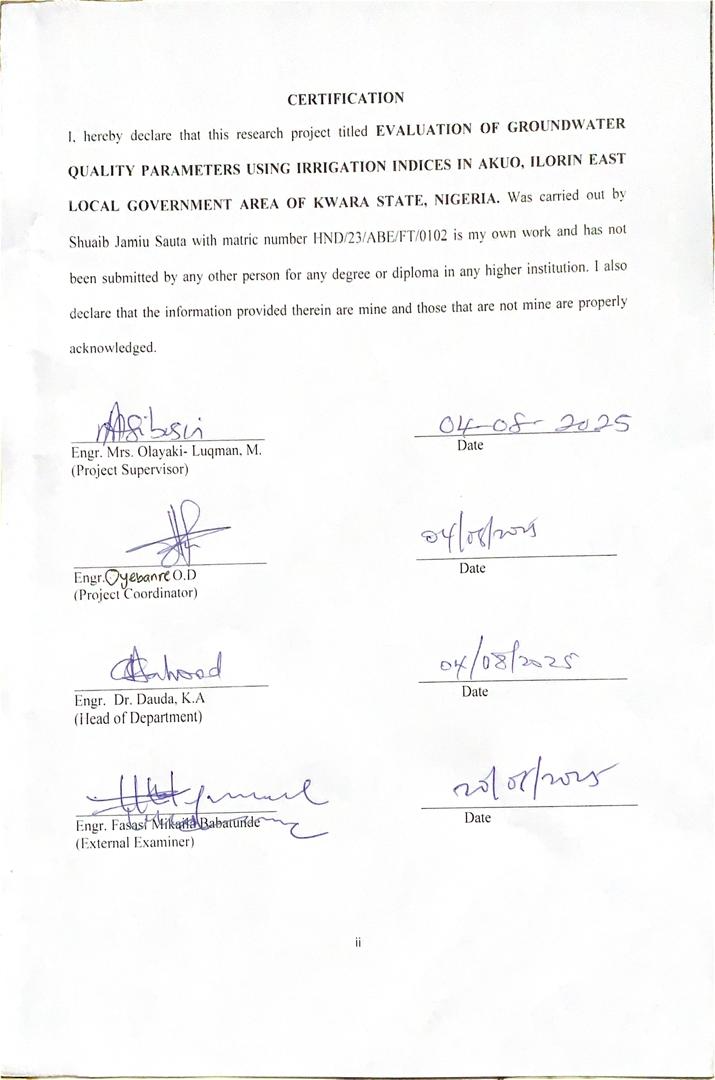 CERTIFICATION
I, hereby declare that this research project titled EVALUATION OF GROUNDWATER
QUALITY PARAMETERS USING IRRIGATION INDICES IN AKUO, ILORIN EAST
LOCAL GOVERNMENT AREA OF KWARA STATE, NIGERIA. Was carried out by
Shuaib Jamiu Sauta with matric number HND/23/ABE/FT/0102 is my own work and has not
been submitted by any other person for any degree or diploma in any higher institution. I also
declare that the information provided therein are mine and those that are not mine are properly
acknowledged.
04-08-2025
Engr. Mrs. Olayaki- Luqman, M.
Date
(Project Supervisor)
04/08/2025
Engr. Oyebanre O.D
Date
(Project Coordinator)
04/08/2025
Engr. Dr. Dauda, K.A
Date
(Head of Department)
20/08/2025
Engr. Fasasi Mikaila Babatunde
Date
(External Examiner)
ii